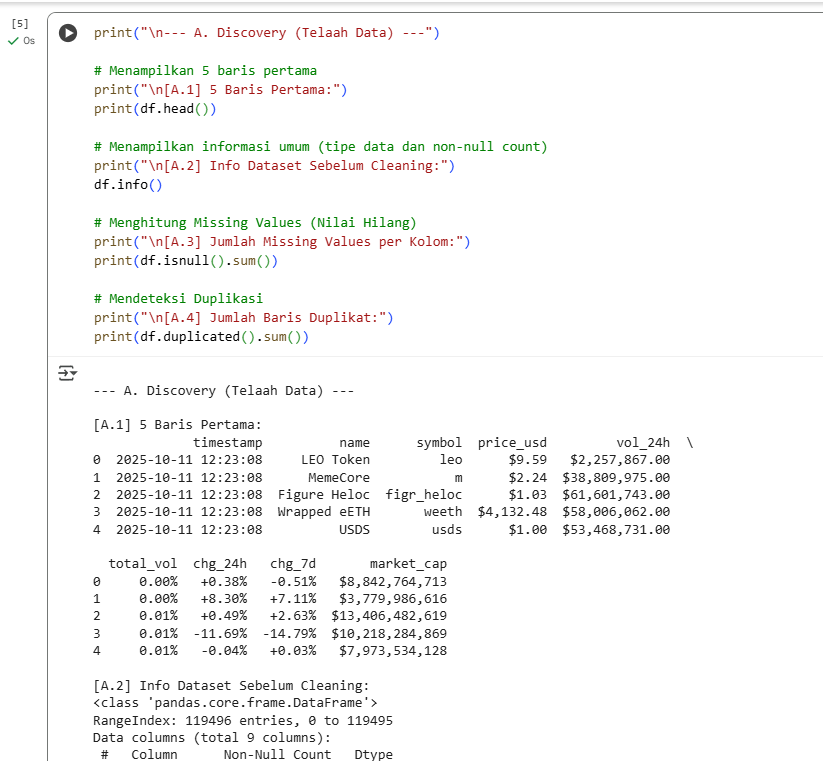 [5]
0s
print("\n--- A. Discovery (Telaah Data) ---")
# Menampilkan 5 baris pertama
print("\n[A.1] 5 Baris Pertama:")
print(df.head())
# Menampilkan informasi umum (tipe data dan non-null count)
print("\n[A.2] Info Dataset Sebelum Cleaning:")
df.info()
# Menghitung Missing Values (Nilai Hilang)
print("\n[A.3] Jumlah Missing Values per Kolom:")
print(df.isnull().sum())
# Mendeteksi Duplikasi
print("\n[A.4] Jumlah Baris Duplikat:")
print(df.duplicated().sum())
--- A. Discovery (Telaah Data) ---
[A.1] 5 Baris Pertama:
             timestamp          name      symbol  price_usd         vol_24h  \
0  2025-10-11 12:23:08     LEO Token         leo      $9.59   $2,257,867.00
1  2025-10-11 12:23:08      MemeCore           m      $2.24  $38,809,975.00
2  2025-10-11 12:23:08  Figure Heloc  figr_heloc      $1.03  $61,601,743.00
3  2025-10-11 12:23:08  Wrapped eETH       weeth  $4,132.48  $58,006,062.00
4  2025-10-11 12:23:08          USDS        usds      $1.00  $53,468,731.00
  total_vol  chg_24h   chg_7d       market_cap
0     0.00%   +0.38%   -0.51%   $8,842,764,713
1     0.00%   +8.30%   +7.11%   $3,779,986,616
2     0.01%   +0.49%   +2.63%  $13,406,482,619
3     0.01%  -11.69%  -14.79%  $10,218,284,869
4     0.01%   -0.04%   +0.03%   $7,973,534,128
[A.2] Info Dataset Sebelum Cleaning:
<class 'pandas.core.frame.DataFrame'>
RangeIndex: 119496 entries, 0 to 119495
Data columns (total 9 columns):
 #   Column      Non-Null Count   Dtype